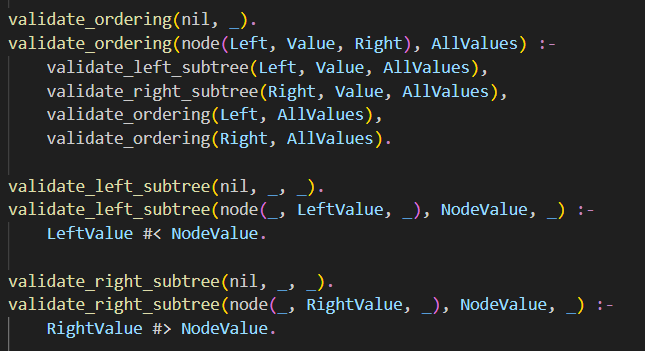 validate_ordering(nil, _).
validate_ordering(node(Left, Value, Right), AllValues) :-
    validate_left_subtree(Left, Value, AllValues),
    validate_right_subtree(Right, Value, AllValues),
    validate_ordering(Left, AllValues),
    validate_ordering(Right, AllValues).

validate_left_subtree(nil, _, _).
validate_left_subtree(node(_, LeftValue, _), NodeValue, _) :-
    LeftValue #< NodeValue.

validate_right_subtree(nil, _, _).
validate_right_subtree(node(_, RightValue, _), NodeValue, _) :-
    RightValue #> NodeValue.